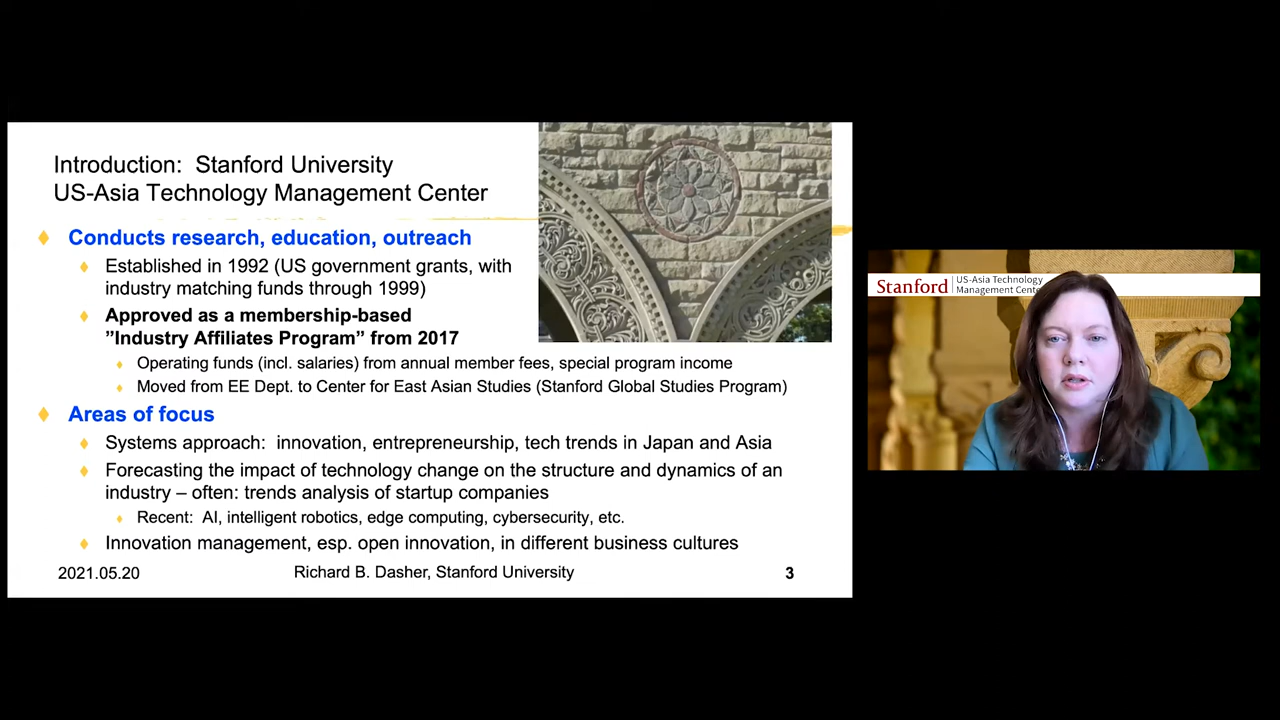 Introduction:  Stanford University
US-Asia Technology Management Center
Conducts research, education, outreach
Established in 1992 (US government grants, with
industry matching funds through 1999)
Approved as a membership-based
”Industry Affiliates Program” from 2017
Operating funds (incl. salaries) from annual member fees, special program income
Moved from EE Dept. to Center for East Asian Studies (Stanford Global Studies Program)
Areas of focus
Systems approach:  innovation, entrepreneurship, tech trends in Japan and Asia
Forecasting the impact of technology change on the structure and dynamics of an
industry – often: trends analysis of startup companies
Recent:  AI, intelligent robotics, edge computing, cybersecurity, etc.
Innovation management, esp. open innovation, in different business cultures
2021.05.20
Richard B. Dasher, Stanford University
3
Stanford
US-Asia Technology
Management Cente